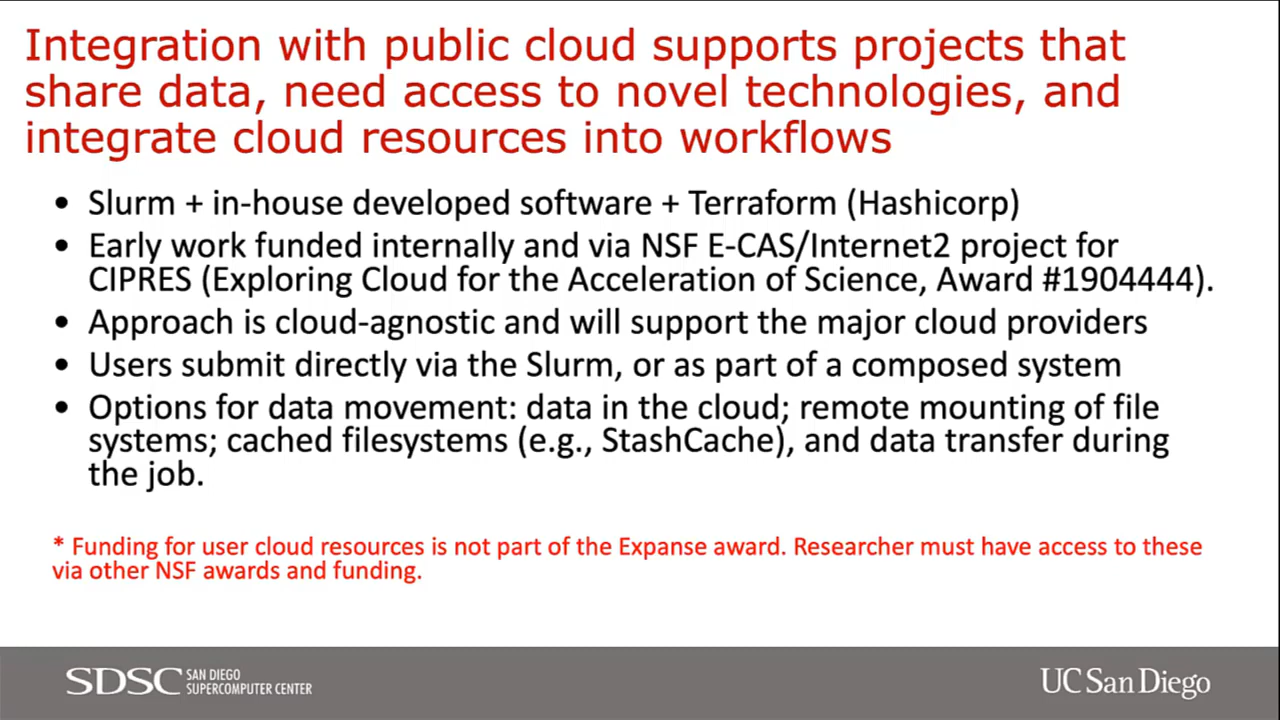 Integration with public cloud supports projects that
share data, need access to novel technologies, and
integrate cloud resources into workflows
• Slurm + in-house developed software + Terraform (Hashicorp)
• Early work funded internally and via NSF E-CAS/Internet2 project for
CIPRES (Exploring Cloud for the Acceleration of Science, Award #1904444).
• Approach is cloud-agnostic and will support the major cloud providers
• Users submit directly via the Slurm, or as part of a composed system
• Options for data movement: data in the cloud; remote mounting of file
systems; cached filesystems (e.g., StashCache), and data transfer during
the job.
* Funding for user cloud resources is not part of the Expanse award. Researcher must have access to these
via other NSF awards and funding.
SDSC SAN DIEGO
SUPERCOMPUTER CENTER
UC San Diego